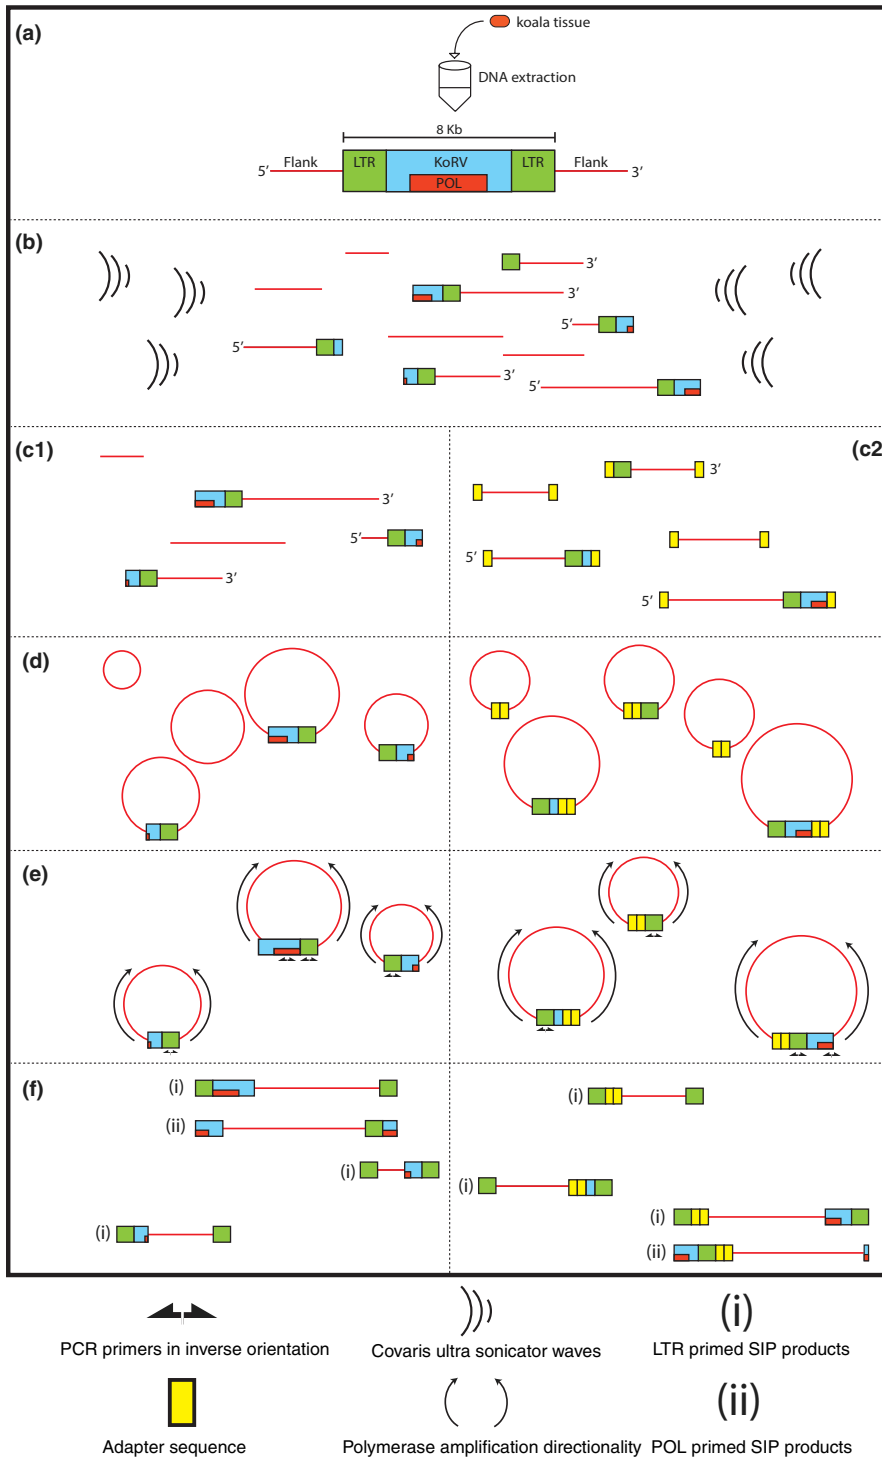 (a)
koala tissue
DNA extraction
8 Kb
5’ Flank LTR KoRV LTR Flank 3’
POL
(b)
3’
3’
5’
5’
3’
5’
(c1)
3’
5’
3’
(c2
3’
5’
5’
(d)
(e)
(f)
(i)
(ii)
(i)
(i)
(i)
(i)
(i)
(ii)
(i)
PCR primers in inverse orientation
Covaris ultra sonicator waves
LTR primed SIP products
(ii)
Adapter sequence
Polymerase amplification directionality
POL primed SIP products